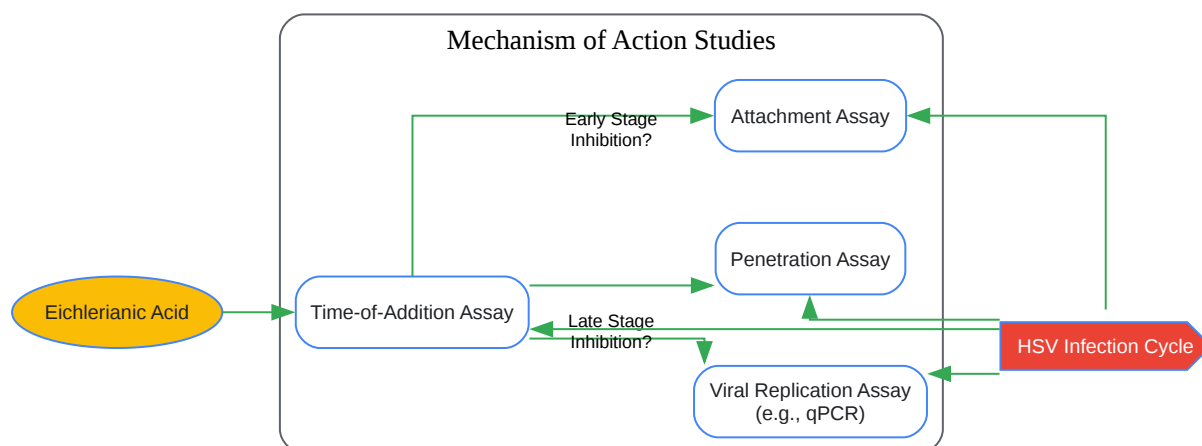 Mechanism of Action Studies
Early Stage
Inhibition?
Attachment Assay
Penetration Assay
Eichlerianic Acid
Time-of-Addition Assay
Late Stage
Inhibition?
HSV Infection Cycle
Viral Replication Assay
(e.g., qPCR)